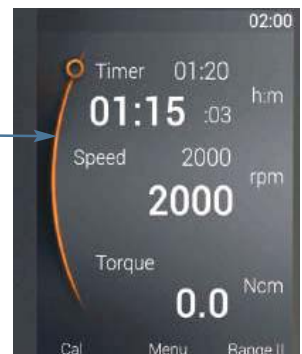 02:00
Timer 01:20
01:15 :03 h:m
Speed 2000
2000 rpm
Torque
0.0 Ncm
Cal Menu Range II